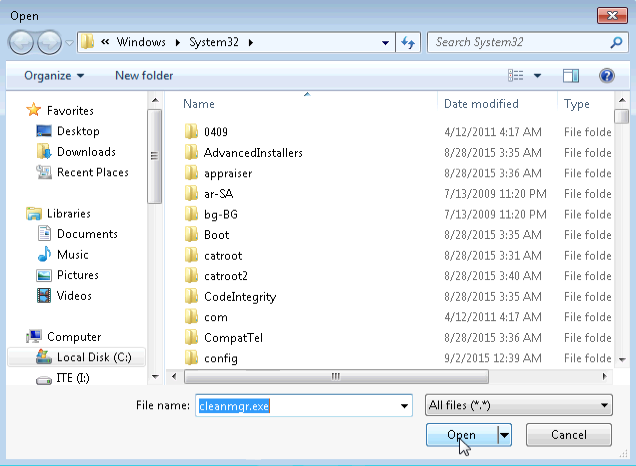 Open
« Windows ▸ System32 ▸
Search System32
Organize
New folder
Name
Date modified
Type
Favorites
Desktop
Downloads
Recent Places
Libraries
Documents
Music
Pictures
Videos
Computer
Local Disk (C:)
ITE (I:)
0409 4/12/2011 4:17 AM File folde
AdvancedInstallers 8/28/2015 3:35 AM File folde
appraiser 8/28/2015 3:36 AM File folde
ar-SA 7/13/2009 11:20 PM File folde
bg-BG 7/13/2009 11:20 PM File folde
Boot 8/28/2015 3:35 AM File folde
catroot 8/28/2015 3:31 AM File folde
catroot2 8/28/2015 3:40 AM File folde
CodeIntegrity 8/28/2015 3:35 AM File folde
com 4/12/2011 4:17 AM File folde
CompatTel 8/28/2015 3:36 AM File folde
config 9/2/2015 12:39 AM File folde
File name: cleanmgr.exe
All files (*.*)
Open
Cancel